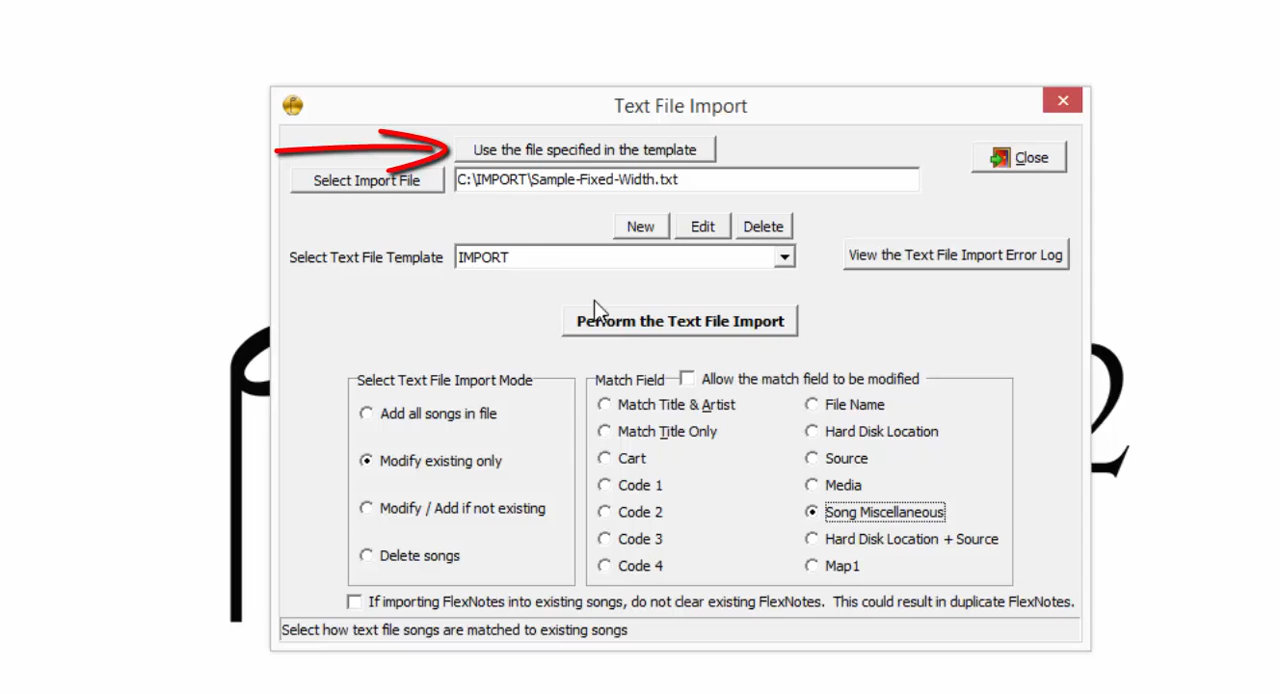 Text File Import
Use the file specified in the template
Close
Select Import File
C:\IMPORT\Sample-Fixed-Width.txt
New
Edit
Delete
Select Text File Template
IMPORT
View the Text File Import Error Log
Perform the Text File Import
Select Text File Import Mode
Add all songs in file
Modify existing only
Modify / Add if not existing
Delete songs
Match Field
Allow the match field to be modified
Match Title & Artist
Match Title Only
Cart
Code 1
Code 2
Code 3
Code 4
File Name
Hard Disk Location
Source
Media
Song Miscellaneous
Hard Disk Location + Source
Map1
If importing FlexNotes into existing songs, do not clear existing FlexNotes. This could result in duplicate FlexNotes.
Select how text file songs are matched to existing songs